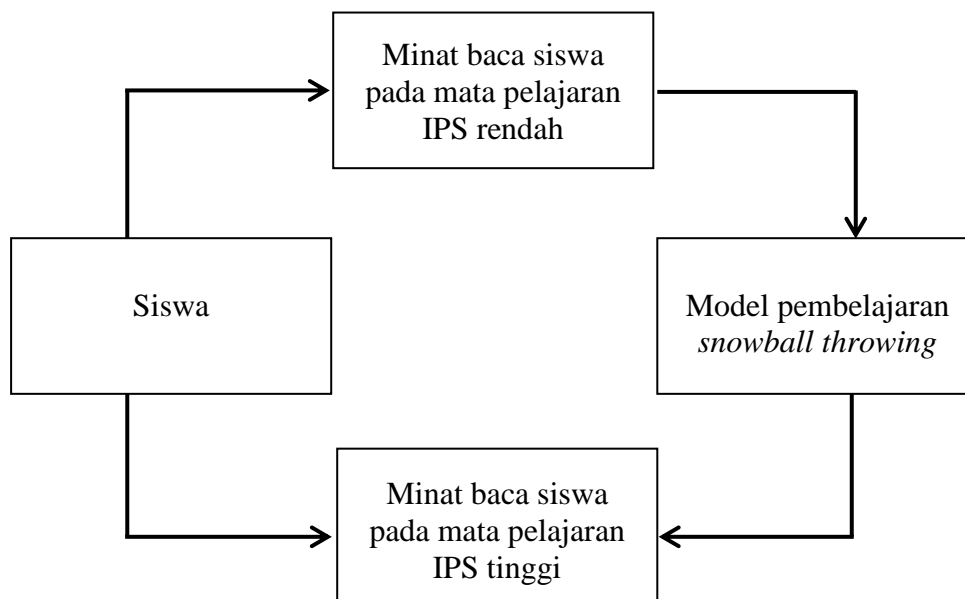 Minat baca siswa
pada mata pelajaran
IPS rendah
Siswa
Model pembelajaran
snowball throwing
Minat baca siswa
pada mata pelajaran
IPS tinggi